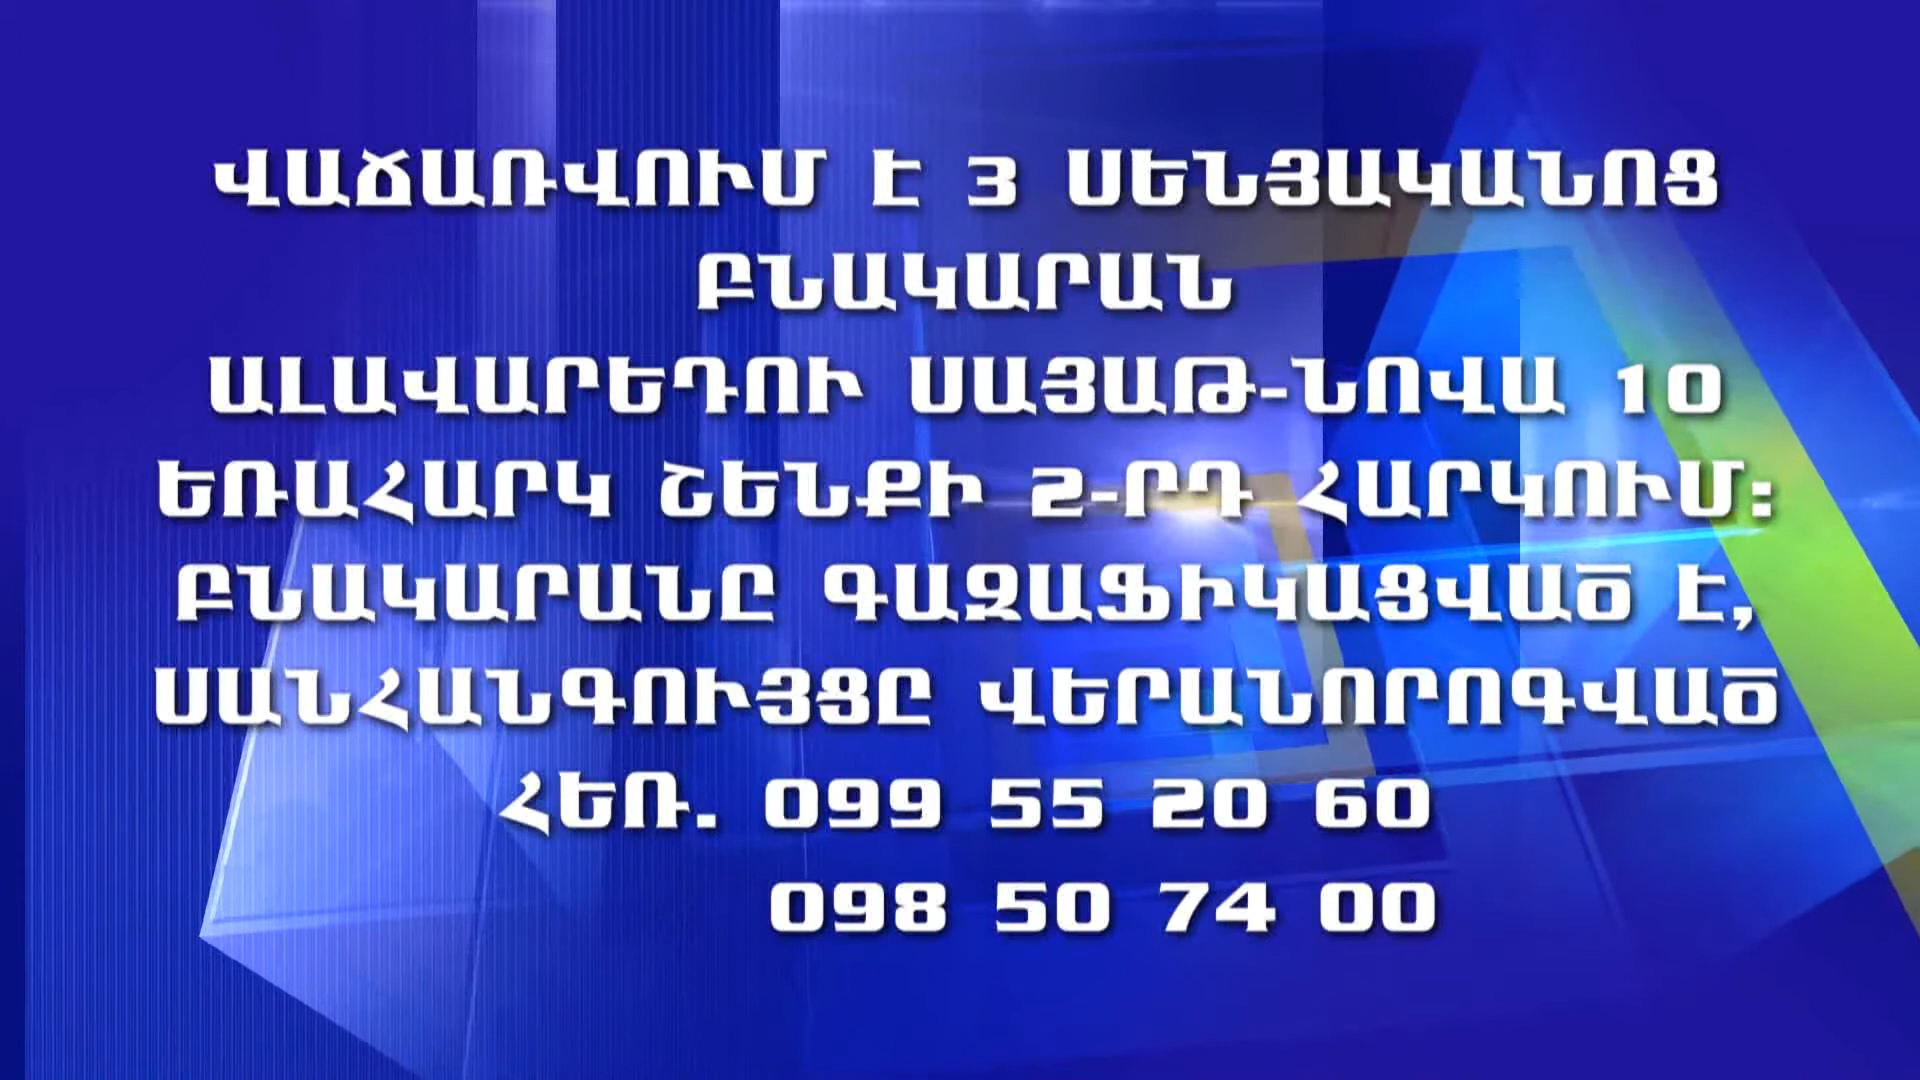 ՎԱՃԱՌՎՈՒՄ Է 3 ՍԵՆՅԱԿԱՆՈՑ
ԲՆԱԿԱՐԱՆ
ԱԼԱՎԱՐԵԴՈՒ ՍԱՅԱԹ-ՆՈՎԱ 10
ԵՌԱՀԱՐԿ ՇԵՆՔԻ 2-ՐԴ ՀԱՐԿՈՒՄ:
ԲՆԱԿԱՐԱՆԸ ԳԱԶԱՖԻԿԱՑՎԱԾ Է,
ՍԱՆՀԱՆԳՈՒՅՑԸ ՎԵՐԱՆՈՐՈԳՎԱԾ
ՀԵՌ. 099 55 20 60
098 50 74 00